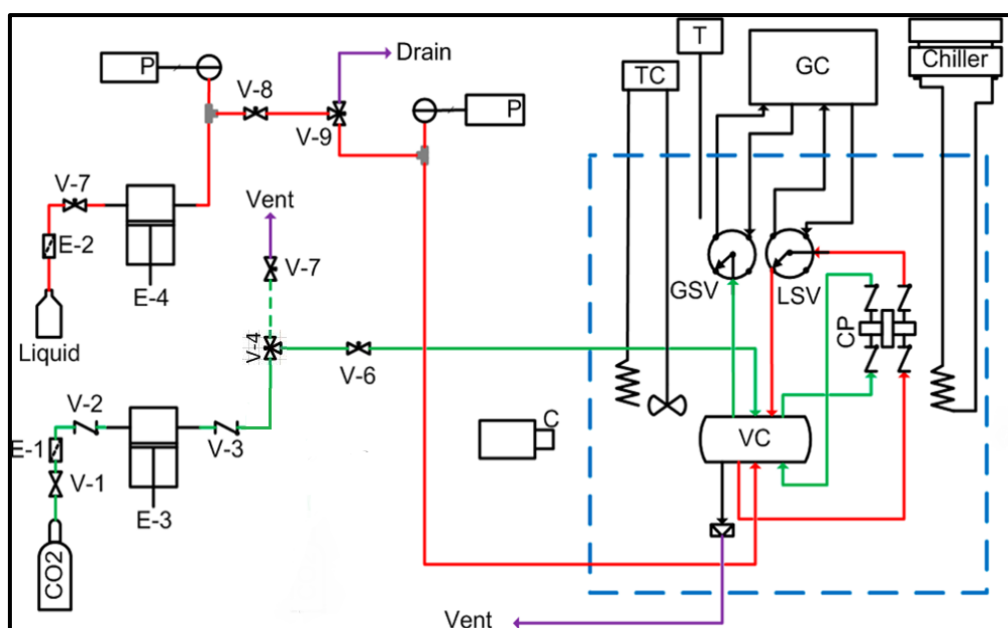 T
Drain
P
V-8
TC
GC
Chiller
V-9
P
V-7
Vent
E-2
V-7
GSV
LSV
E-4
CP
Liquid
V-4
V-6
V-2
C
VC
E-1
V-3
V-1
E-3
CO2
Vent